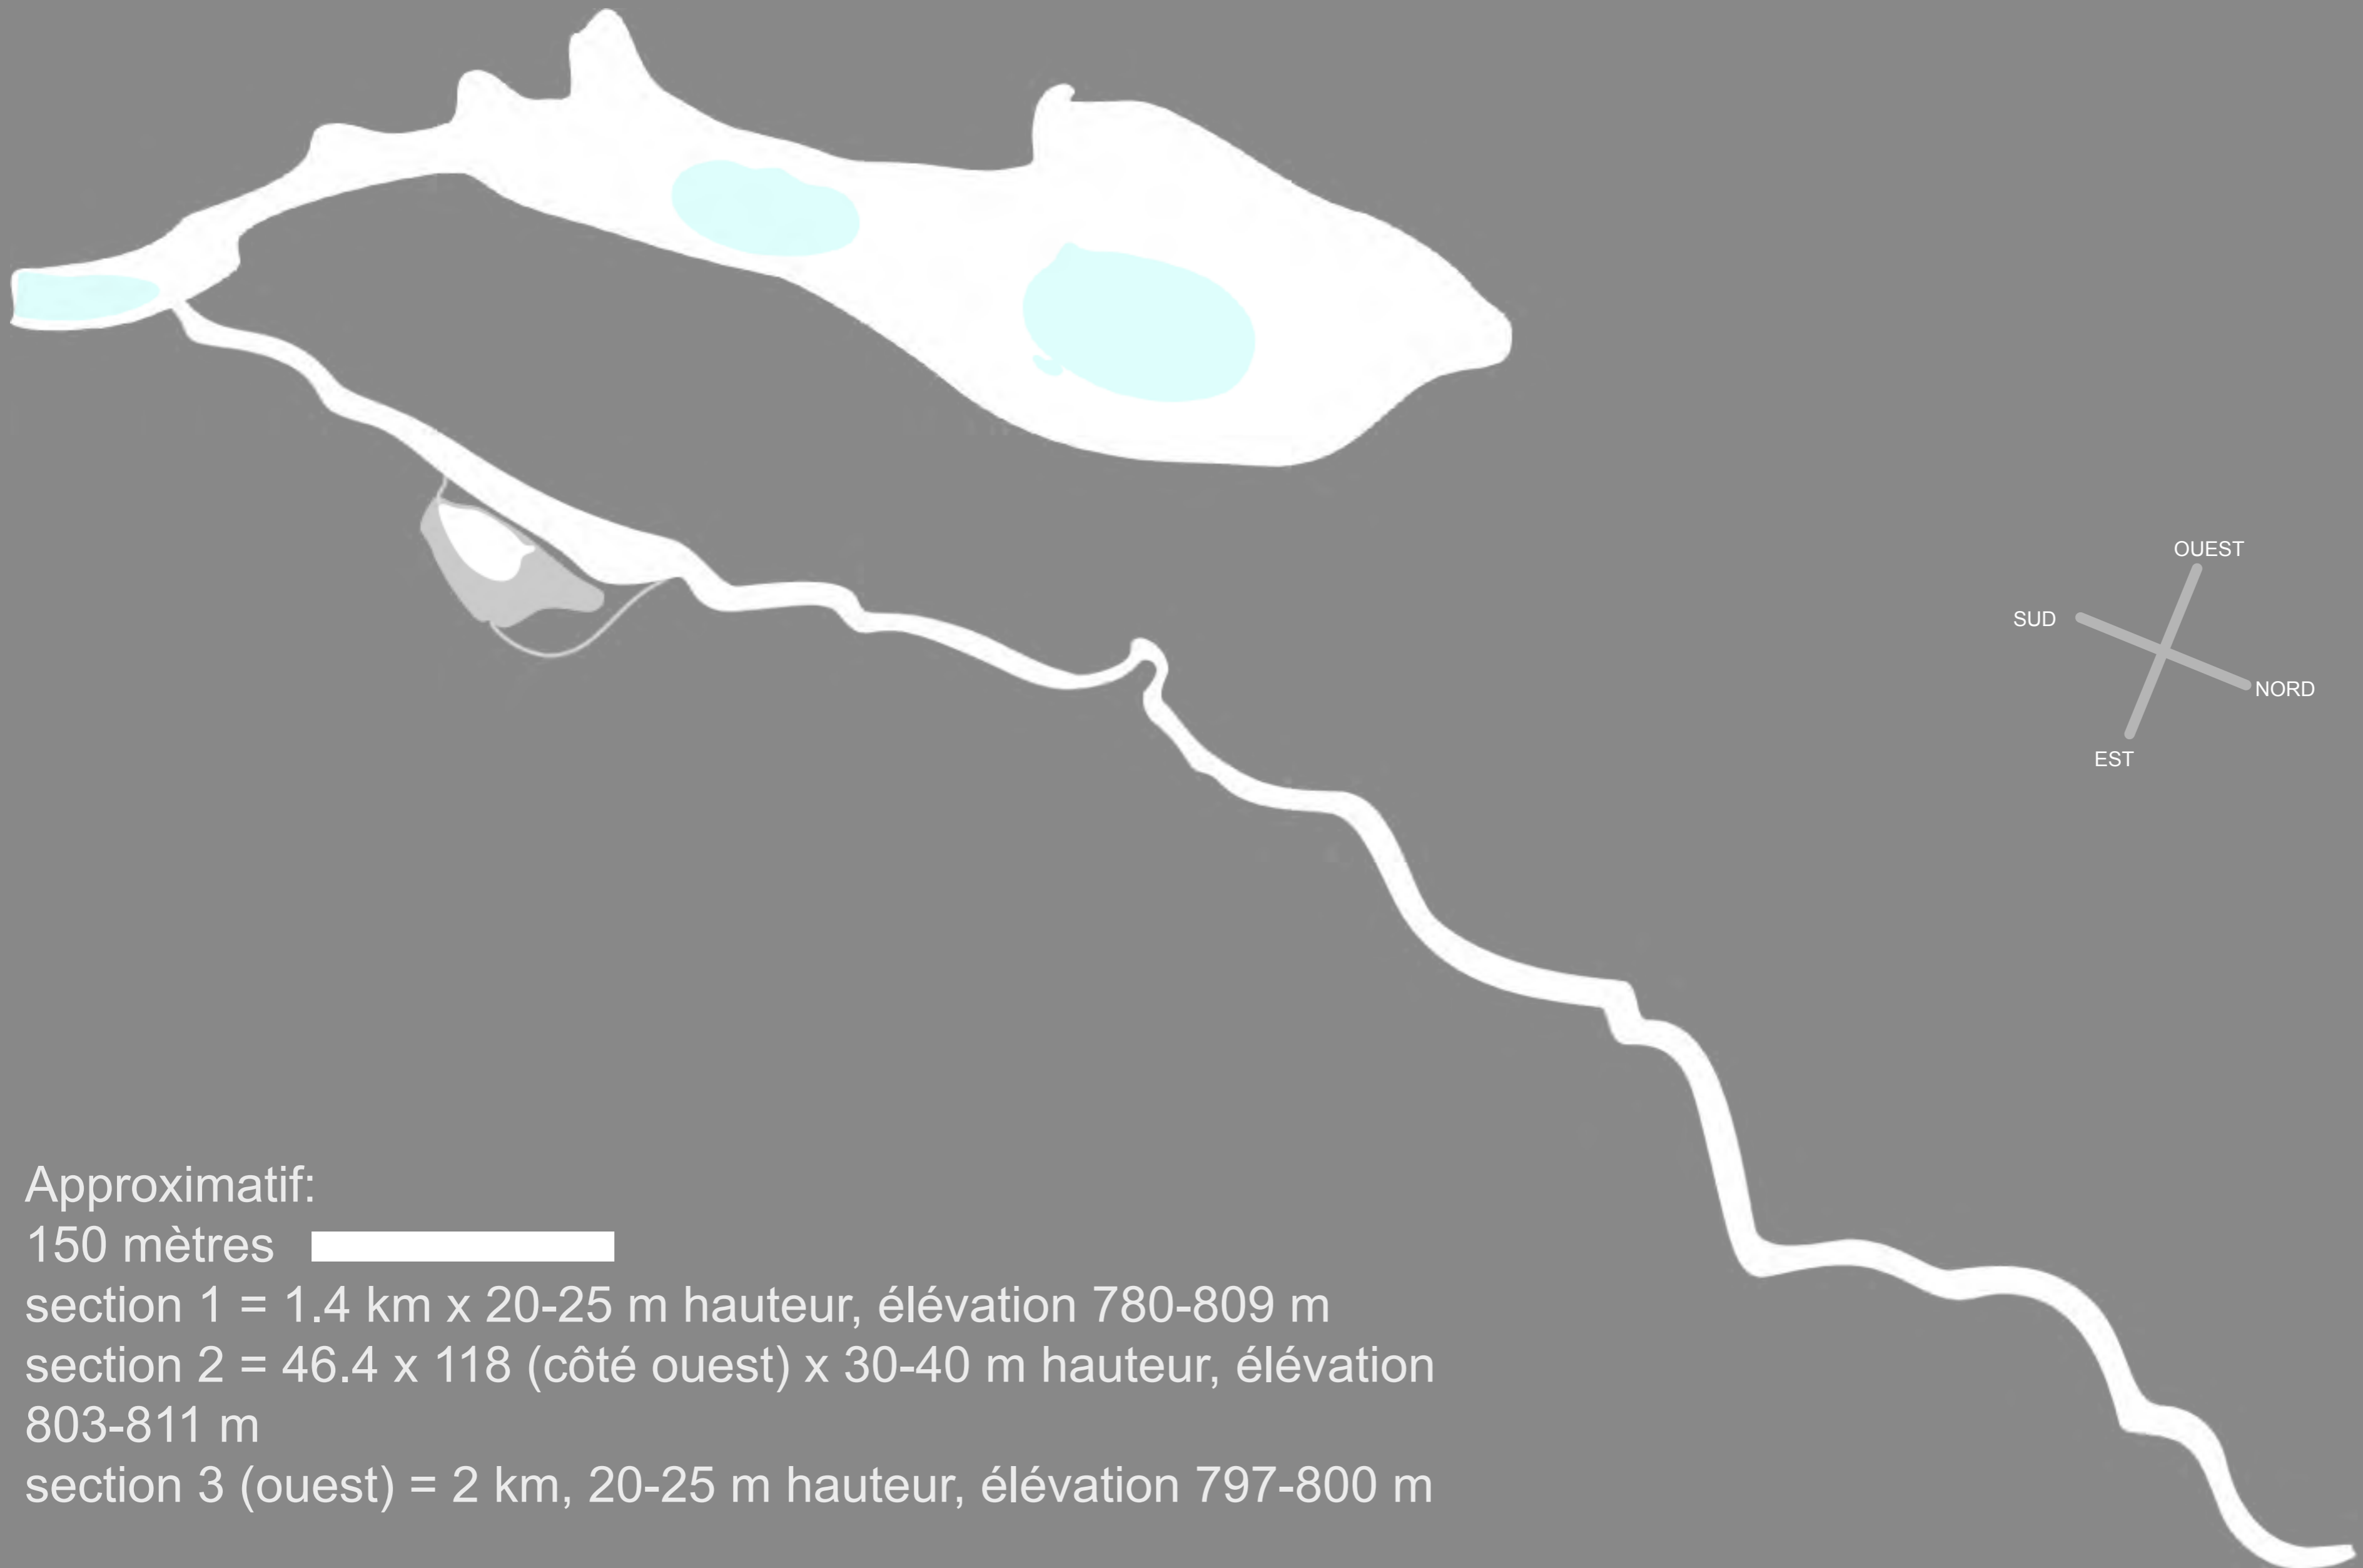 OUEST
SUD
NORD
EST
Approximatif:
150 mètres
section 1 = 1.4 km x 20-25 m hauteur, élévation 780-809 m
section 2 = 46.4 x 118 (côté ouest) x 30-40 m hauteur, élévation
803-811 m
section 3 (ouest) = 2 km, 20-25 m hauteur, élévation 797-800 m